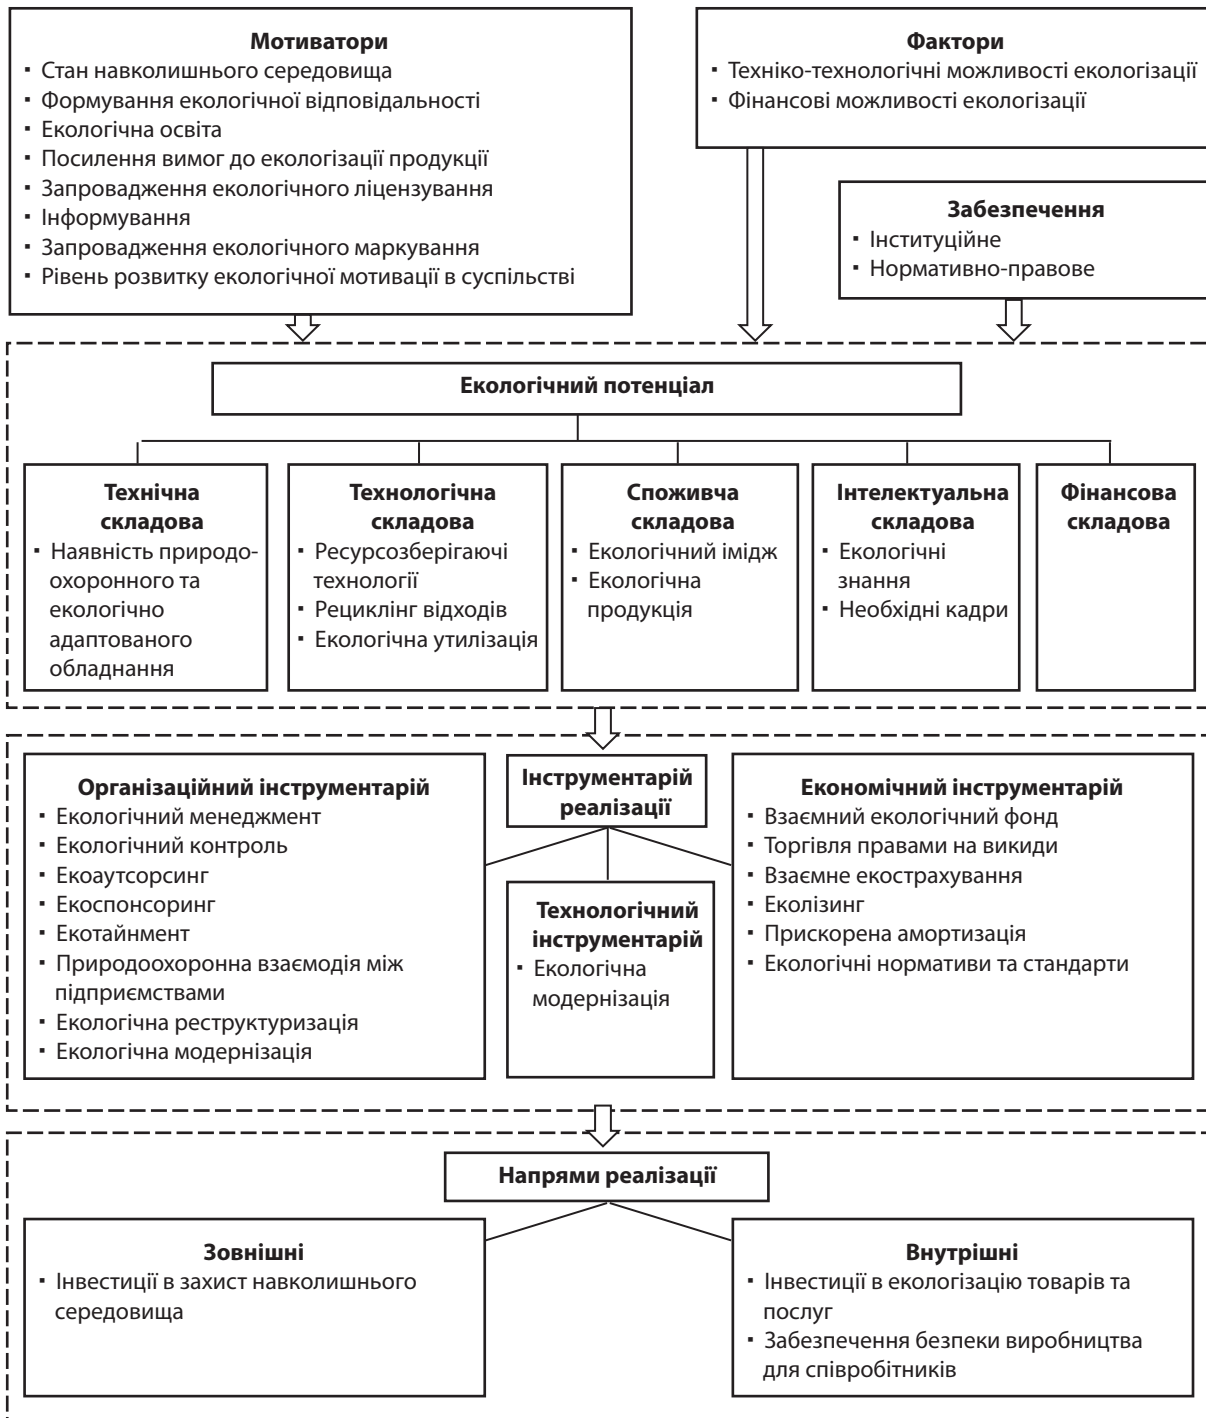 Мотиватори
▪ Стан навколишнього середовища
▪ Формування екологічної відповідальності
▪ Екологічна освіта
▪ Посилення вимог до екологізації продукції
▪ Запровадження екологічного ліцензування
▪ Інформування
▪ Запровадження екологічного маркування
▪ Рівень розвитку екологічної мотивації в суспільстві
Фактори
▪ Техніко-технологічні можливості екологізації
▪ Фінансові можливості екологізації
Забезпечення
▪ Інституційне
▪ Нормативно-правове
Екологічний потенціал
Технічна
складова
▪ Наявність природо-
охоронного та
екологічно
адаптованого
обладнання
Технологічна
складова
▪ Ресурсозберігаючі
технології
▪ Рециклінг відходів
▪ Екологічна утилізація
Споживча
складова
▪ Екологічний імідж
▪ Екологічна
продукція
Інтелектуальна
складова
▪ Екологічні
знання
▪ Необхідні кадри
Фінансова
складова
Організаційний інструментарій
▪ Екологічний менеджмент
▪ Екологічний контроль
▪ Екоаутсорсинг
▪ Екоспонсоринг
▪ Екотайнмент
▪ Природоохоронна взаємодія між
підприємствами
▪ Екологічна реструктуризація
▪ Екологічна модернізація
Інструментарій
реалізації
Технологічний
інструментарій
▪ Екологічна
модернізація
Економічний інструментарій
▪ Взаємний екологічний фонд
▪ Торгівля правами на викиди
▪ Взаємне екострахування
▪ Еколізинг
▪ Прискорена амортизація
▪ Екологічні нормативи та стандарти
Напрями реалізації
Зовнішні
▪ Інвестиції в захист навколишнього
середовища
Внутрішні
▪ Інвестиції в екологізацію товарів та
послуг
▪ Забезпечення безпеки виробництва
для співробітників